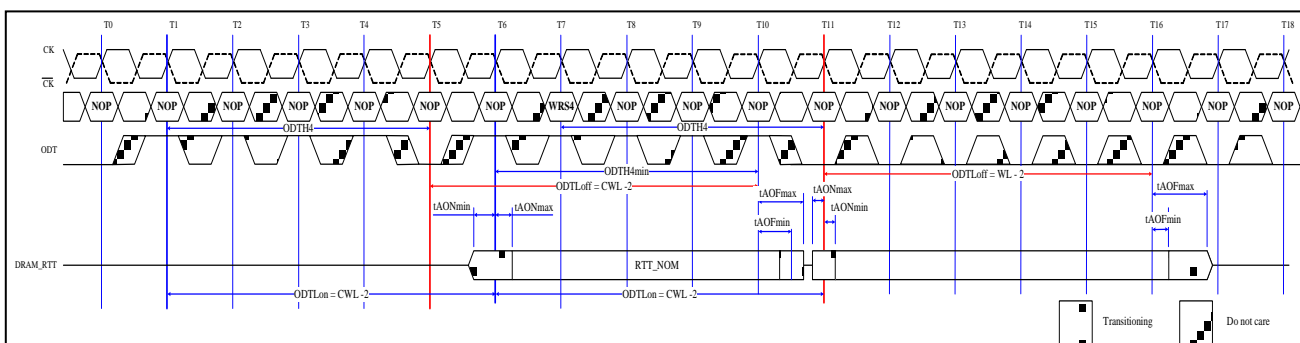 T0 T1 T2 T3 T4 T5 T6 T7 T8 T9 T10 T11 T12 T13 T14 T15 T16 T17 T18
CK
CK
NOP NOP NOP NOP NOP NOP NOP WRS4 NOP NOP NOP NOP NOP NOP NOP NOP NOP NOP NOP
ODTH4 ODTH4
ODT
ODTH4min ODTLoff = WL - 2
ODTLoff = CWL -2
tAOFmax tAONmax tAOFmax
tAONmin tAONmax tAOFmin tAONmin tAOFmin
DRAM_RTT RTT_NOM
ODTLon = CWL -2 ODTLon = CWL -2
Transitioning Do not care